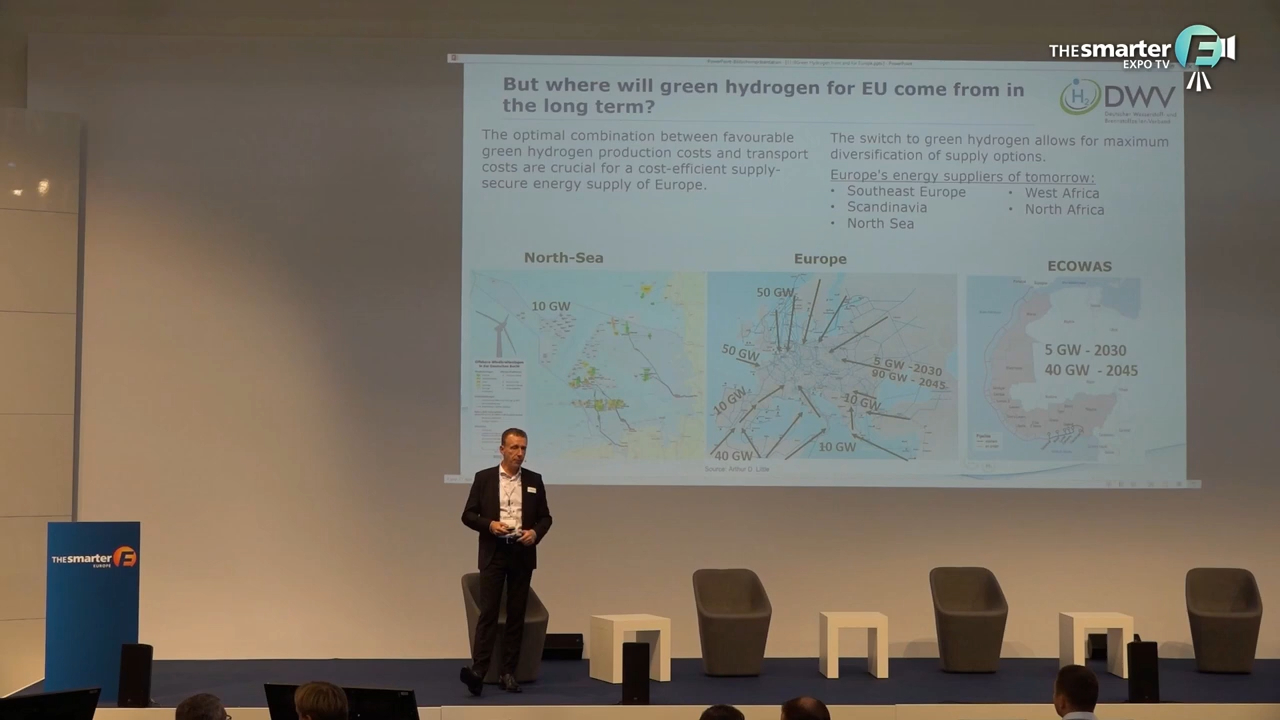 THE smarter E
EXPO TV
But where will green hydrogen for EU come from in
the long term?
H2 DWV
The optimal combination between favourable
green hydrogen production costs and transport
costs are crucial for a cost-efficient supply-
secure energy supply of Europe.
The switch to green hydrogen allows for maximum
diversification of supply options.
Europe's energy suppliers of tomorrow:
• Southeast Europe
• Scandinavia
• North Sea
• West Africa
• North Africa
North-Sea
10 GW
Europe
50 GW
50 GW
5 GW -2030
90 GW - 2045
10 GW
10 GW
10 GW
40 GW
Source: Arthur D. Little
ECOWAS
5 GW - 2030
40 GW - 2045
THE smarter E
EUROPE